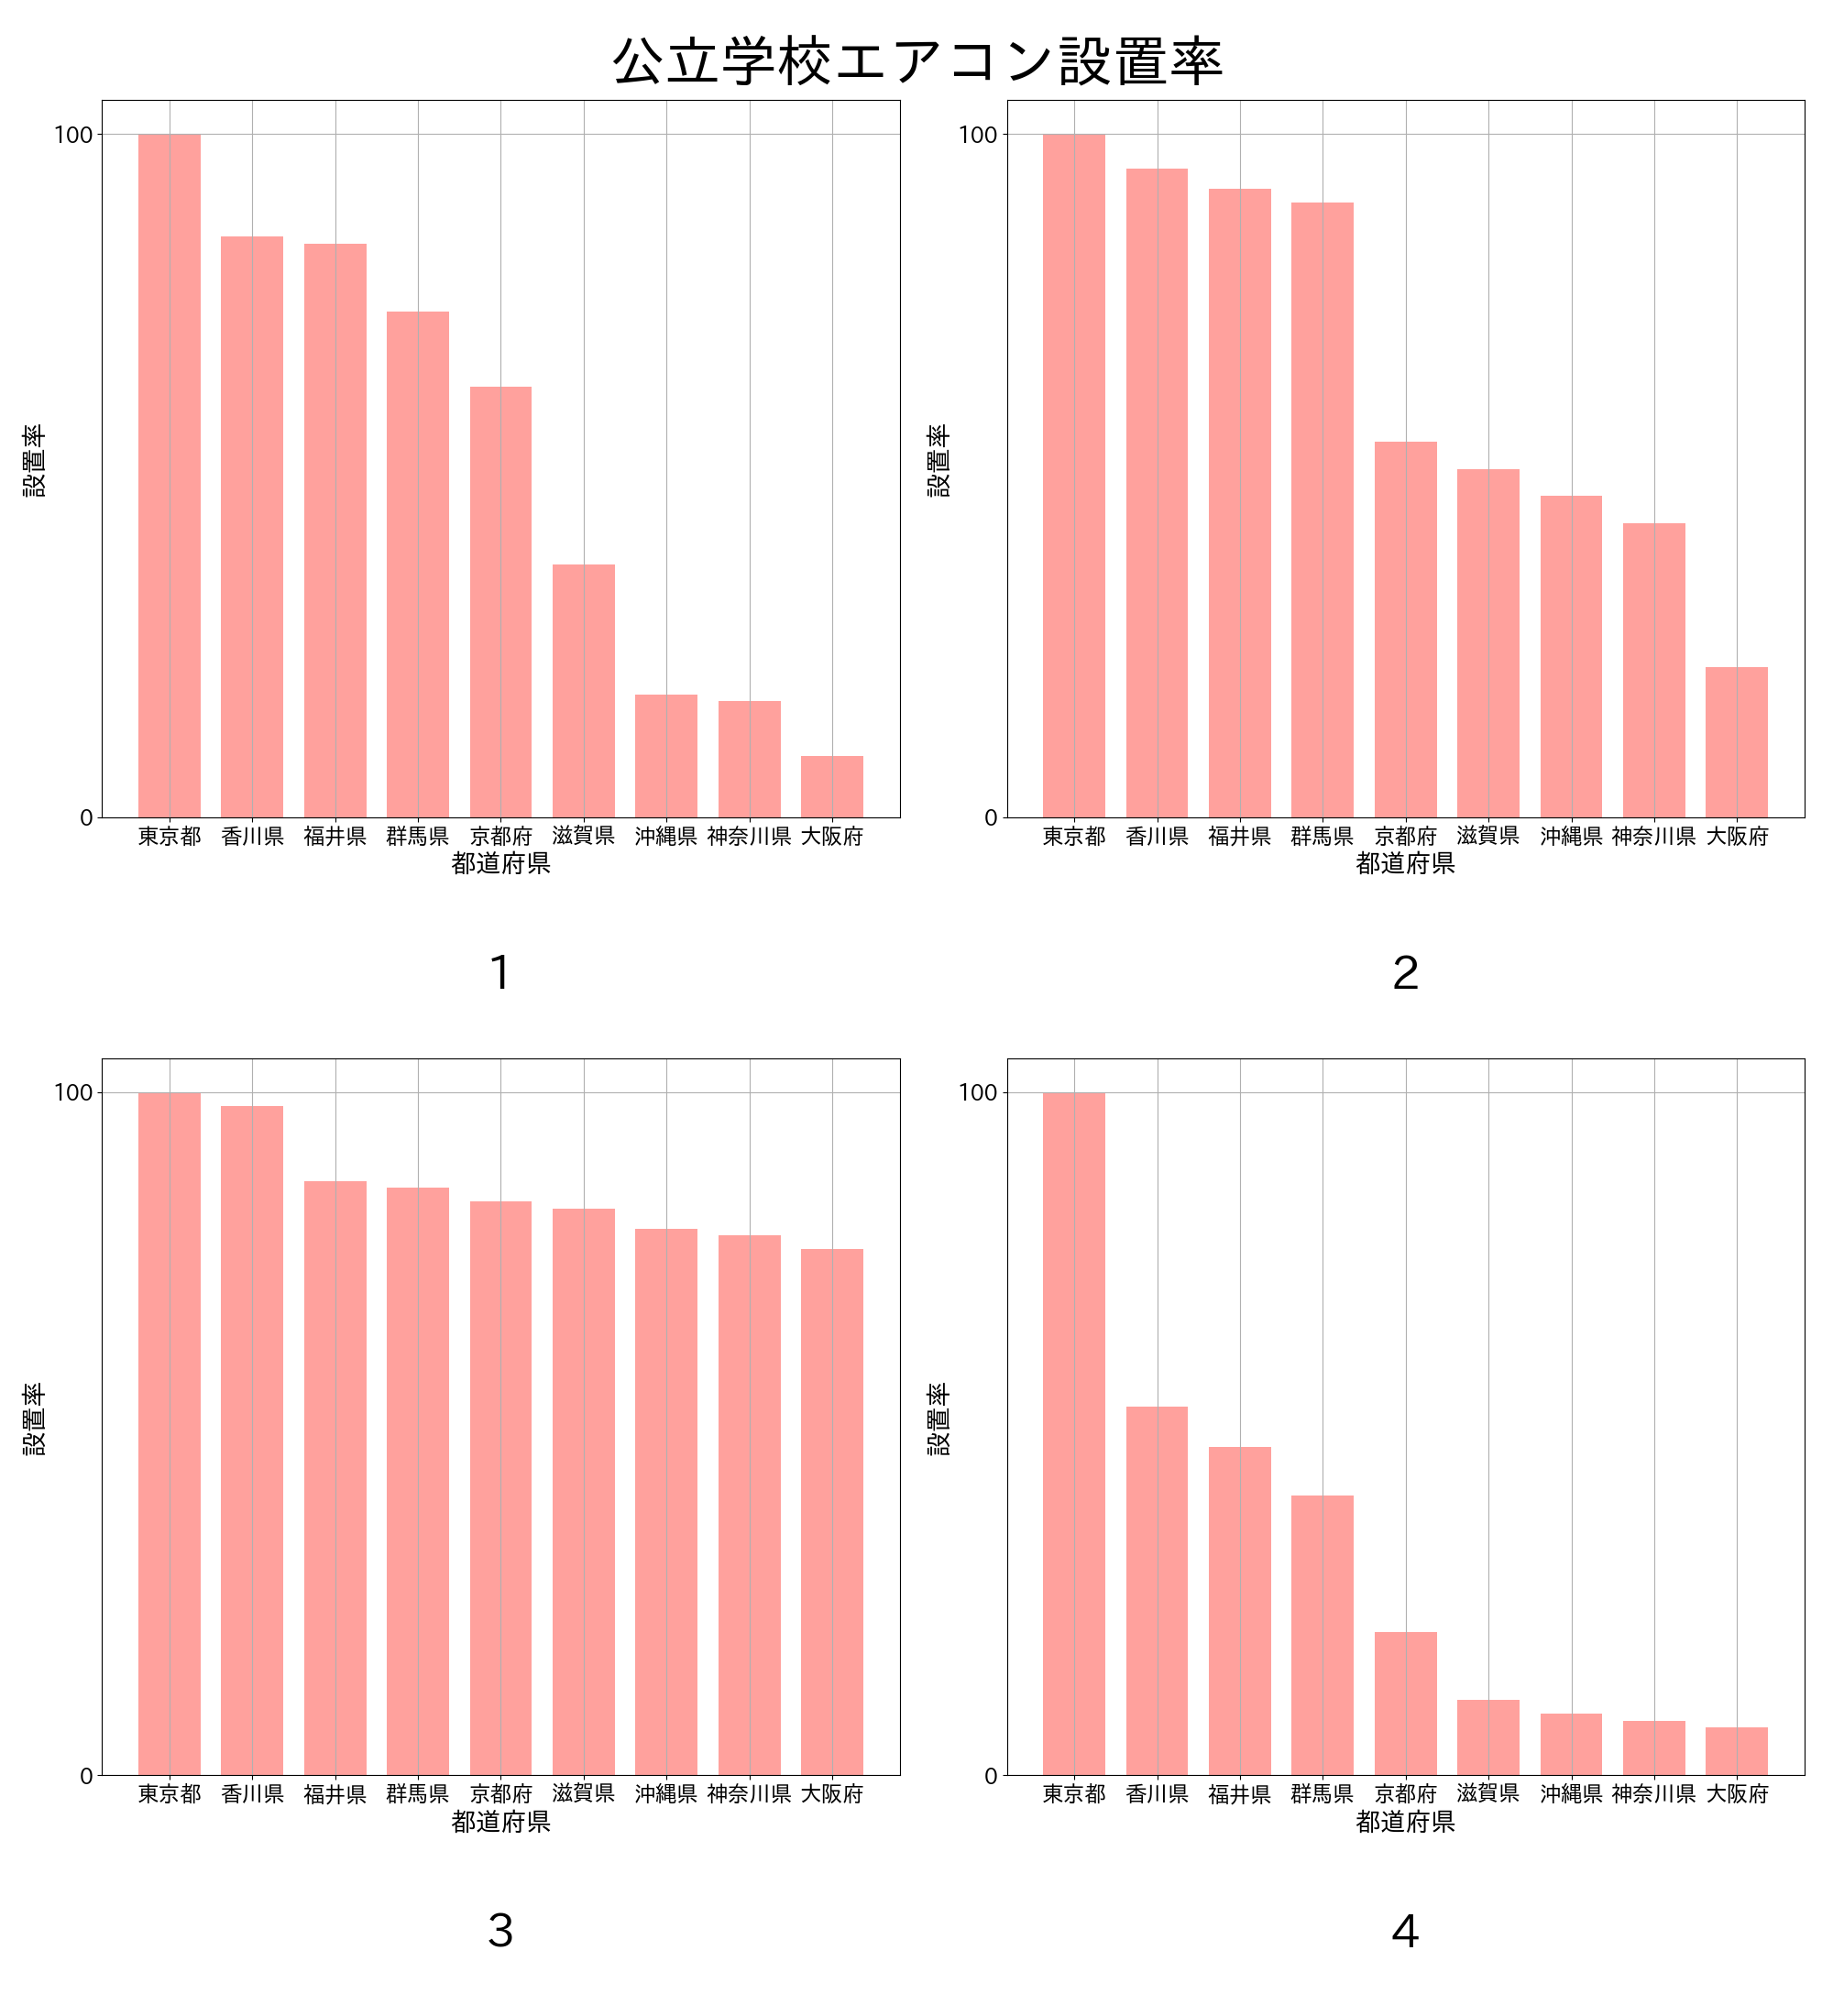 公立学校エアコン設置率
100
0
設置率
東京都 香川県 福井県 群馬県 京都府 滋賀県 沖縄県 神奈川県 大阪府
都道府県
1
100
0
設置率
東京都 香川県 福井県 群馬県 京都府 滋賀県 沖縄県 神奈川県 大阪府
都道府県
2
100
0
設置率
東京都 香川県 福井県 群馬県 京都府 滋賀県 沖縄県 神奈川県 大阪府
都道府県
3
100
0
設置率
東京都 香川県 福井県 群馬県 京都府 滋賀県 沖縄県 神奈川県 大阪府
都道府県
4